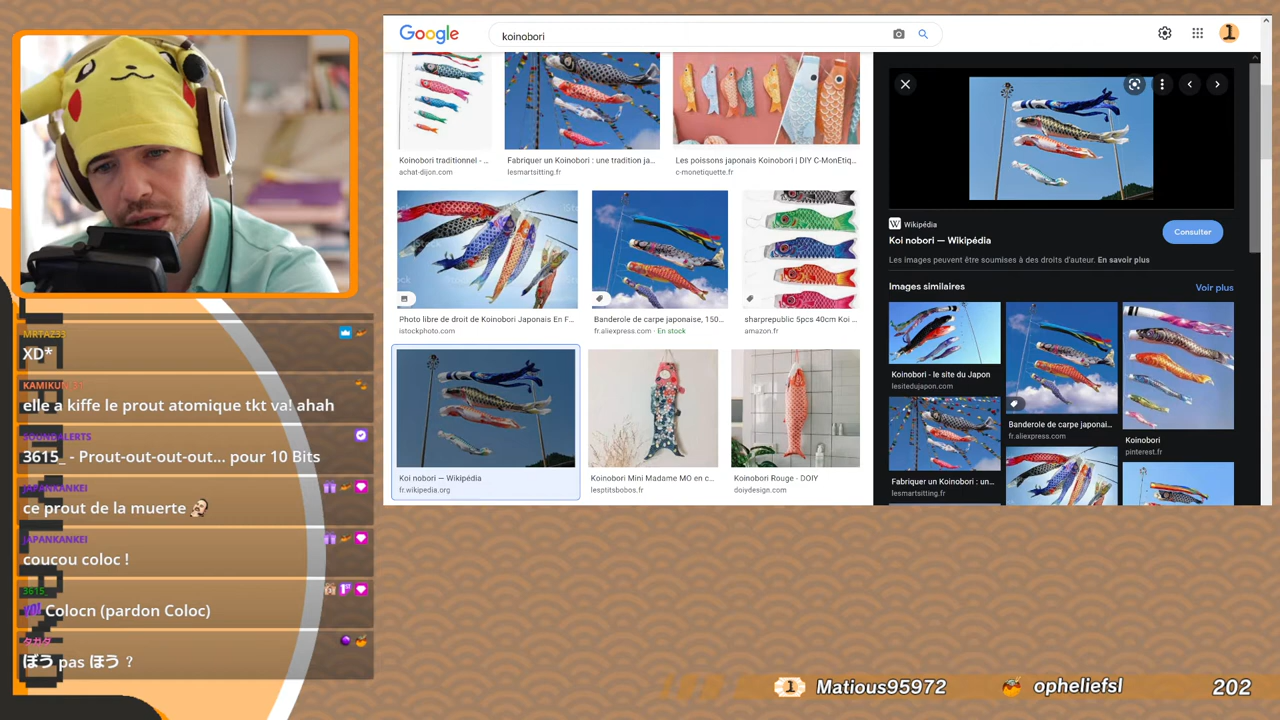 Google
koinobori
Koinobori traditionnel - ...
achat-dijon.com
Fabriquer un Koinobori : une tradition ja...
lesmartsitting.fr
Les poissons japonais Koinobori | DIY C-MonEtiq...
c-monetiquette.fr
Photo libre de droit de Koinobori Japonais En F...
istockphoto.com
Banderole de carpe japonaise, 150...
fr.aliexpress.com · En stock
sharprepublic 5pcs 40cm Koi ...
amazon.fr
Koi nobori — Wikipédia
fr.wikipedia.org
Koinobori Mini Madame MO en c...
lesptitsbobos.fr
Koinobori Rouge - DOIY
doiydesign.com
W Wikipédia
Koi nobori — Wikipédia
Consulter
Les images peuvent être soumises à des droits d'auteur. En savoir plus
Images similaires
Voir plus
Koinobori - le site du Japon
lesitedujapon.com
Banderole de carpe japonai...
fr.aliexpress.com
Koinobori
pinterest.fr
Fabriquer un Koinobori : un...
lesmartsitting.fr
MRTAZ33
XD*
elle a kiffe le prout atomique tkt va! ahah
SOUNDALERTS
3615_ - Prout-out-out-out... pour 10 Bits
JAPANKANKEI
ce prout de la muerte
JAPANKANKEI
coucou coloc !
3615_
Colocn (pardon Coloc)
ぽう pas ほう ?
1 Matious95972
opheliefsl
202